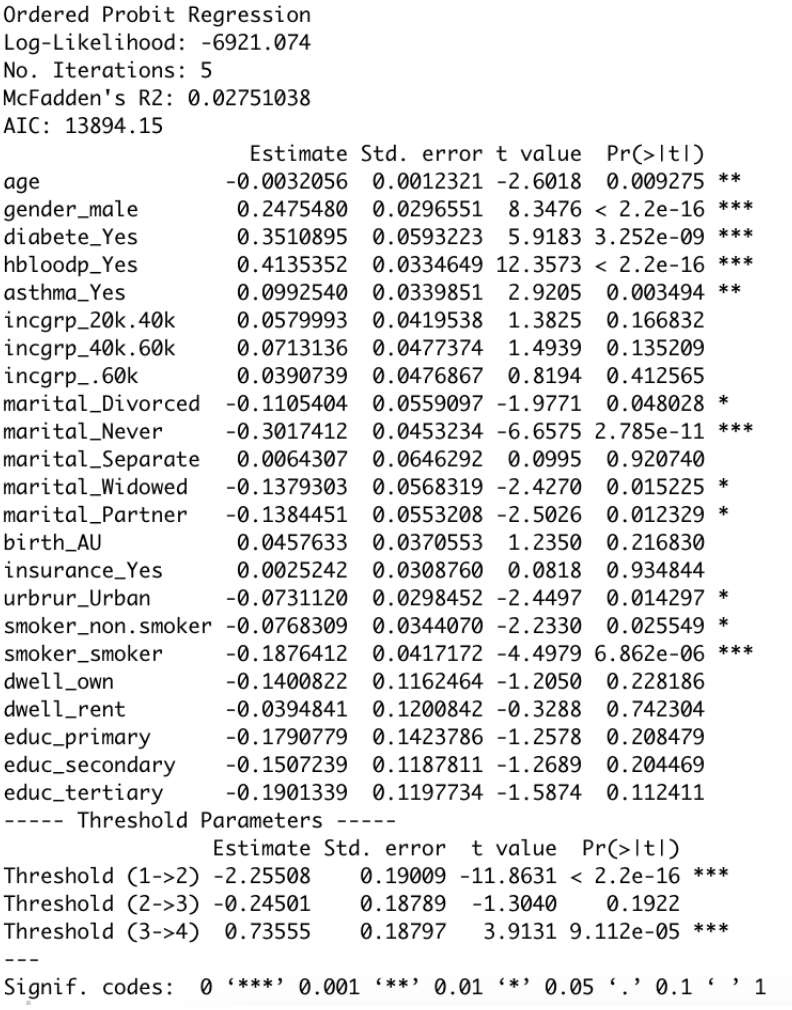 Ordered Probit Regression
Log-Likelihood: -6921.074
No. Iterations: 5
McFadden's R2: 0.02751038
AIC: 13894.15
Estimate Std. error t value Pr(>|t|)
age -0.0032056 0.0012321 -2.6018 0.009275 **
gender_male 0.2475480 0.0296551 8.3476 < 2.2e-16 ***
diabete_Yes 0.3510895 0.0593223 5.9183 3.252e-09 ***
hbloodp_Yes 0.4135352 0.0334649 12.3573 < 2.2e-16 ***
asthma_Yes 0.0992540 0.0339851 2.9205 0.003494 **
incgrp_20k.40k 0.0579993 0.0419538 1.3825 0.166832
incgrp_40k.60k 0.0713136 0.0477374 1.4939 0.135209
incgrp_.60k 0.0390739 0.0476867 0.8194 0.412565
marital_Divorced -0.1105404 0.0559097 -1.9771 0.048028 *
marital_Never -0.3017412 0.0453234 -6.6575 2.785e-11 ***
marital_Separate 0.0064307 0.0646292 0.0995 0.920740
marital_Widowed -0.1379303 0.0568319 -2.4270 0.015225 *
marital_Partner -0.1384451 0.0553208 -2.5026 0.012329 *
birth_AU 0.0457633 0.0370553 1.2350 0.216830
insurance_Yes 0.0025242 0.0308760 0.0818 0.934844
urbrur_Urban -0.0731120 0.0298452 -2.4497 0.014297 *
smoker_non.smoker -0.0768309 0.0344070 -2.2330 0.025549 *
smoker_smoker -0.1876412 0.0417172 -4.4979 6.862e-06 ***
dwell_own -0.1400822 0.1162464 -1.2050 0.228186
dwell_rent -0.0394841 0.1200842 -0.3288 0.742304
educ_primary -0.1790779 0.1423786 -1.2578 0.208479
educ_secondary -0.1507239 0.1187811 -1.2689 0.204469
educ_tertiary -0.1901339 0.1197734 -1.5874 0.112411
----- Threshold Parameters -----
Estimate Std. error t value Pr(>|t|)
Threshold (1->2) -2.25508 0.19009 -11.8631 < 2.2e-16 ***
Threshold (2->3) -0.24501 0.18789 -1.3040 0.1922
Threshold (3->4) 0.73555 0.18797 3.9131 9.112e-05 ***
---
Signif. codes: 0 ‘***’ 0.001 ‘**’ 0.01 ‘*’ 0.05 ‘.’ 0.1 ‘ ’ 1